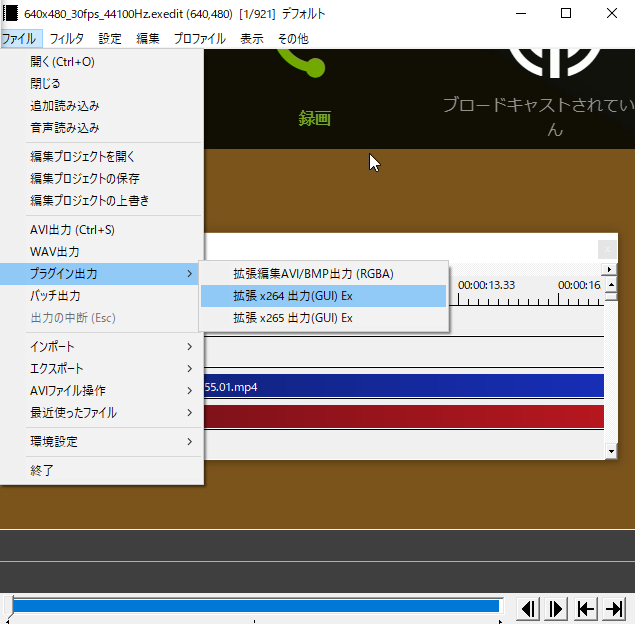 640x480_30fps_44100Hz.exedit (640,480) [1/921] デフォルト
ファイル フィルタ 設定 編集 プロファイル 表示 その他
開く(Ctrl+O)
閉じる
追加読み込み
音声読み込み
編集プロジェクトを開く
編集プロジェクトの保存
編集プロジェクトの上書き
AVI出力 (Ctrl+S)
WAV出力
プラグイン出力
バッチ出力
出力の中断 (Esc)
インポート
エクスポート
AVIファイル操作
最近使ったファイル
環境設定
終了
拡張編集AVI/BMP出力 (RGBA)
拡張 x264 出力(GUI) Ex
拡張 x265 出力(GUI) Ex
録画
ブロードキャストされてい
ん
00:00:13.33 00:00:16.
55.01.mp4